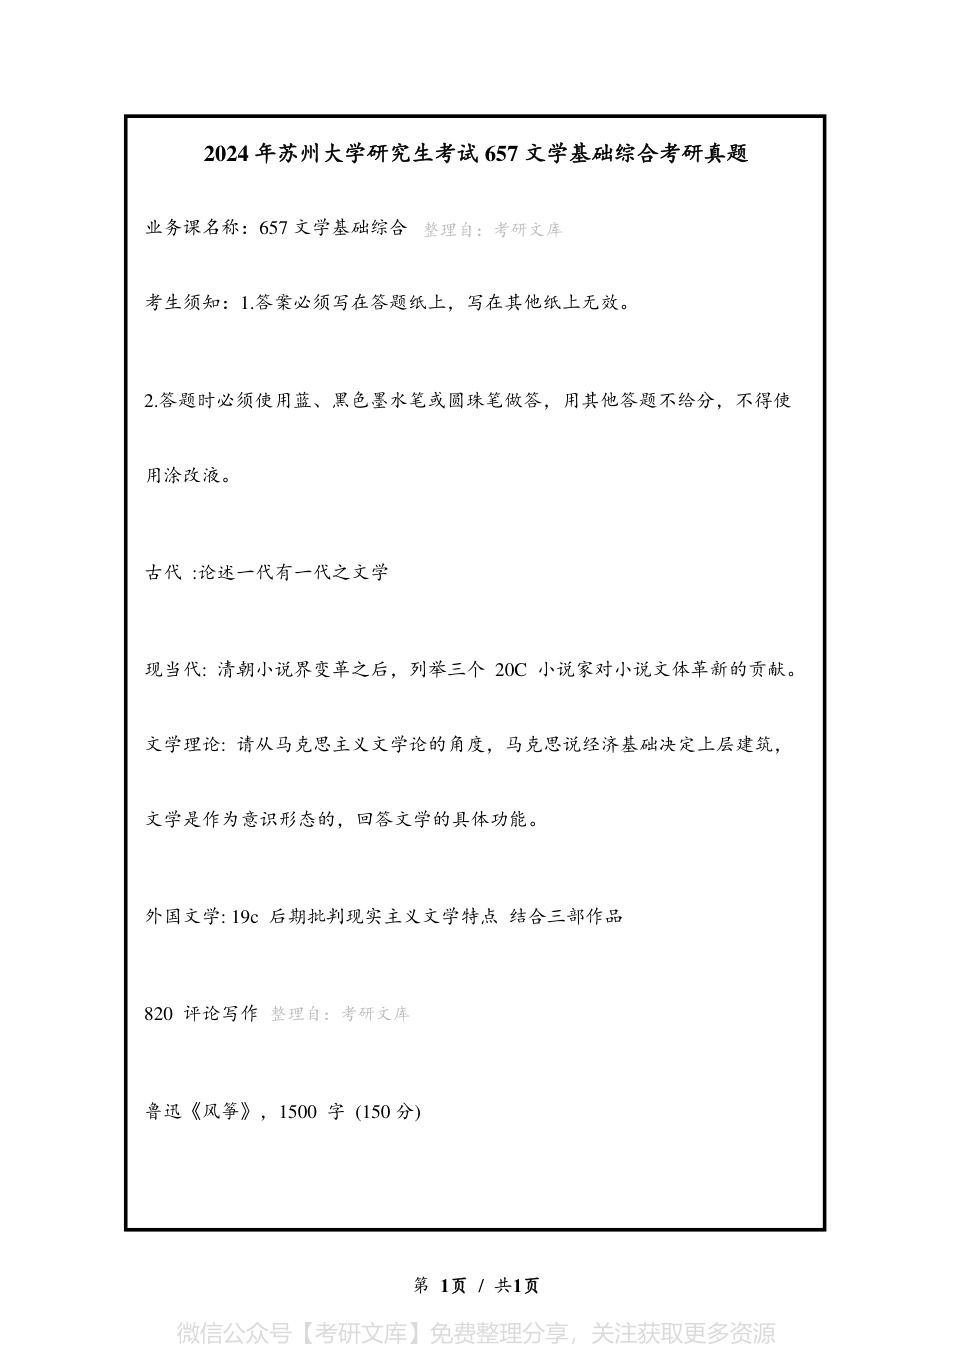 2024 年苏州大学研究生考试 657 文学基础综合考研真题
业务课名称：657 文学基础综合 整理自：考研文库
考生须知：1.答案必须写在答题纸上，写在其他纸上无效。
2.答题时必须使用蓝、黑色墨水笔或圆珠笔做答，用其他答题不给分，不得使
用涂改液。
古代 :论述一代有一代之文学
现当代: 清朝小说界变革之后，列举三个 20C 小说家对小说文体革新的贡献。
文学理论: 请从马克思主义文学论的角度，马克思说经济基础决定上层建筑，
文学是作为意识形态的，回答文学的具体功能。
外国文学: 19c 后期批判现实主义文学特点 结合三部作品
820 评论写作 整理自：考研文库
鲁迅《风筝》，1500 字 (150 分)
第 1页 / 共1页
微信公众号【考研文库】免费整理分享，关注获取更多资源